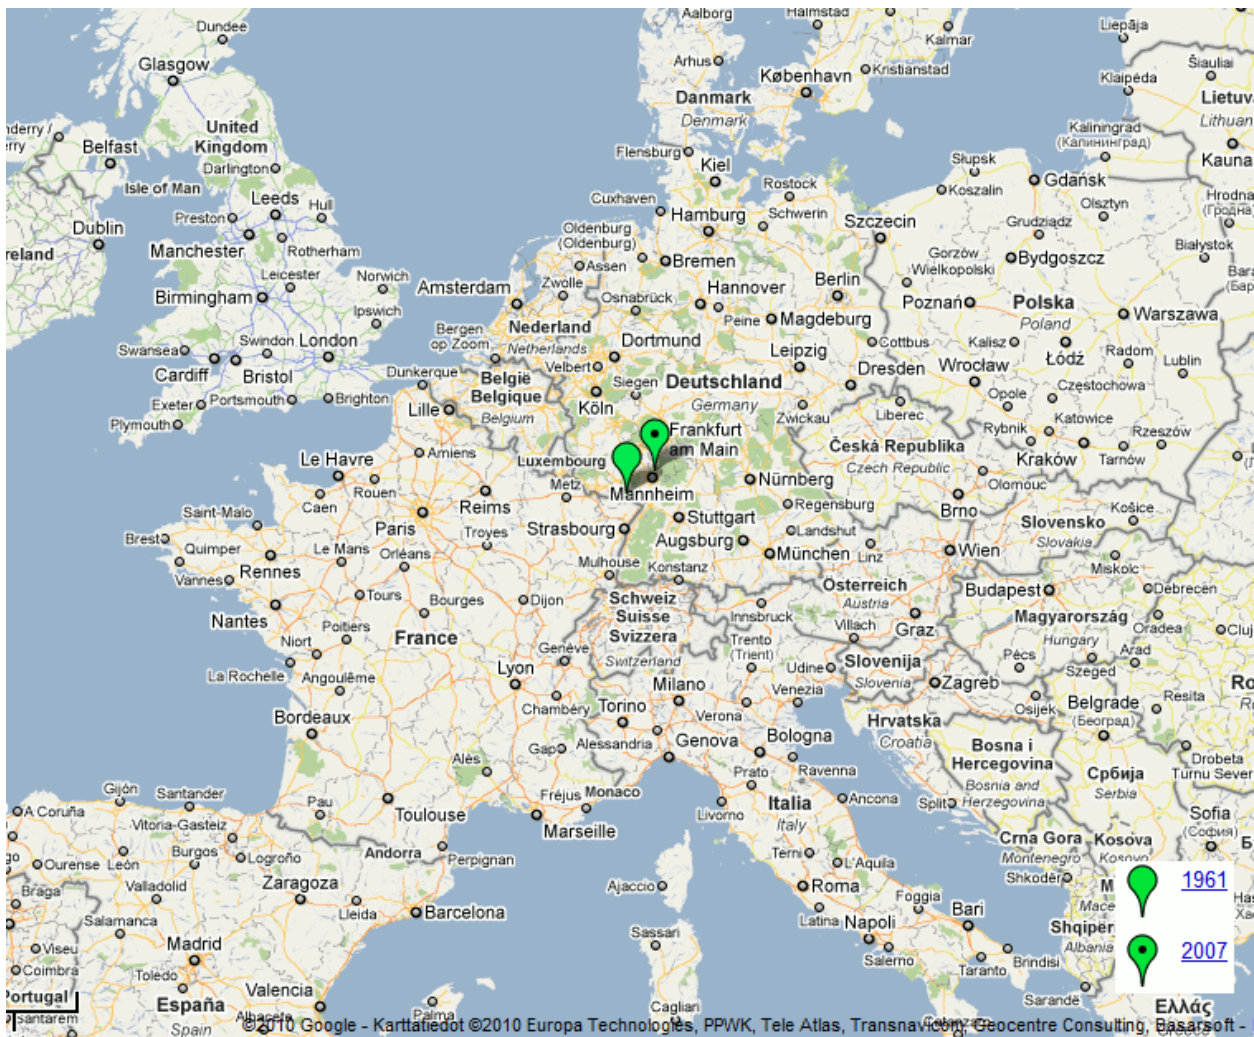 Aalborg
Halmstad
Liepāja
Dundee
Kalmar
Glasgow
Århus
København
Kristianstad
Šiauliai
Klaipėda
Danmark
Denmark
United
Kingdom
Belfast
Kaliningrad
(Калининград)
Flensburg
Kiel
Darlington
Słupsk
Gdańsk
Isle of Man
Leeds
Hull
Rostock
Koszalin
Cuxhaven
Preston
Hamburg
Schwerin
Szczecin
Grudziądz
Olsztyn
Dublin
Manchester
Rotherham
Oldenburg
(Oldenburg)
Bremen
Assen
Gorzów
Wielkopolski
Bydgoszcz
Białystok
Leicester
Norwich
Birmingham
Amsterdam
Zwolle
Osnabrück
Hannover
Berlin
Poznań
Polska
Poland
Warszawa
Ipswich
Bergen
op Zoom
Nederland
Netherlands
Peine
Magdeburg
Swansea
Swindon
London
Dortmund
Leipzig
Cottbus
Kalisz
Łódź
Radom
Cardiff
Bristol
Dunkerque
België
Belgique
Belgium
Velbert
Siegen
Deutschland
Germany
Dresden
Wrocław
Lublin
Exeter
Portsmouth
Brighton
Lille
Köln
Zwickau
Liberec
Opole
Częstochowa
Plymouth
Frankfurt
am Main
Česká Republika
Czech Republic
Rybnik
Katowice
Kraków
Tarnów
Rzeszów
Le Havre
Amiens
Luxembourg
Metz
Mannheim
Nürnberg
Olomouc
Caen
Rouen
Reims
Regensburg
Brno
Slovensko
Slovakia
Košice
Saint-Malo
Paris
Strasbourg
Stuttgart
Augsburg
Landshut
Brest
Quimper
Le Mans
Orléans
Troyes
München
Linz
Wien
Miskolc
Rennes
Vannes
Mulhouse
Konstanz
Österreich
Austria
Budapest
Debrecen
Tours
Bourges
Dijon
Schweiz
Suisse
Svizzera
Switzerland
Innsbruck
Villach
Graz
Magyarország
Hungary
Oradea
Nantes
Niort
Poitiers
France
Genève
Trento
(Trient)
Udine
Slovenija
Slovenia
Pécs
Szeged
Arad
La Rochelle
Angoulême
Lyon
Milano
Venezia
Zagreb
Osijek
Belgrade
(Београд)
Resita
Bordeaux
Chambéry
Torino
Verona
Hrvatska
Croatia
Gap
Alessandria
Genova
Bologna
Bosna i
Hercegovina
Bosnia and
Herzegovina
Србија
Serbia
Drobeta
Turnu Sever
Alès
Prato
Ravenna
Gijón
Santander
Fréjus
Monaco
Livorno
Italia
Italy
Ancona
Split
Sofia
(София)
A Coruña
Pau
Toulouse
Marseille
Crna Gora
Montenegro
Kosova
Kosovo
Vitoria-Gasteiz
Andorra
Perpignan
Terni
L'Aquila
Shkodër
Ourense
León
Burgos
Logroño
Braga
Valladolid
Zaragoza
Lleida
Barcelona
Ajaccio
Roma
Latina
Napoli
Foggia
Bari
1961
Salamanca
Viseu
Madrid
Sassari
Salerno
Taranto
Brindisi
Shqipër
Albania
2007
Coimbra
Toledo
Portugal
España
Spain
Valencia
Palma
Cagliari
Sarandë
Ελλάς
Albacete
©2010 Google - Karttatiedot ©2010 Europa Technologies, PPWK, Tele Atlas, Transnavicom, Geocentre Consulting, Basarsoft -